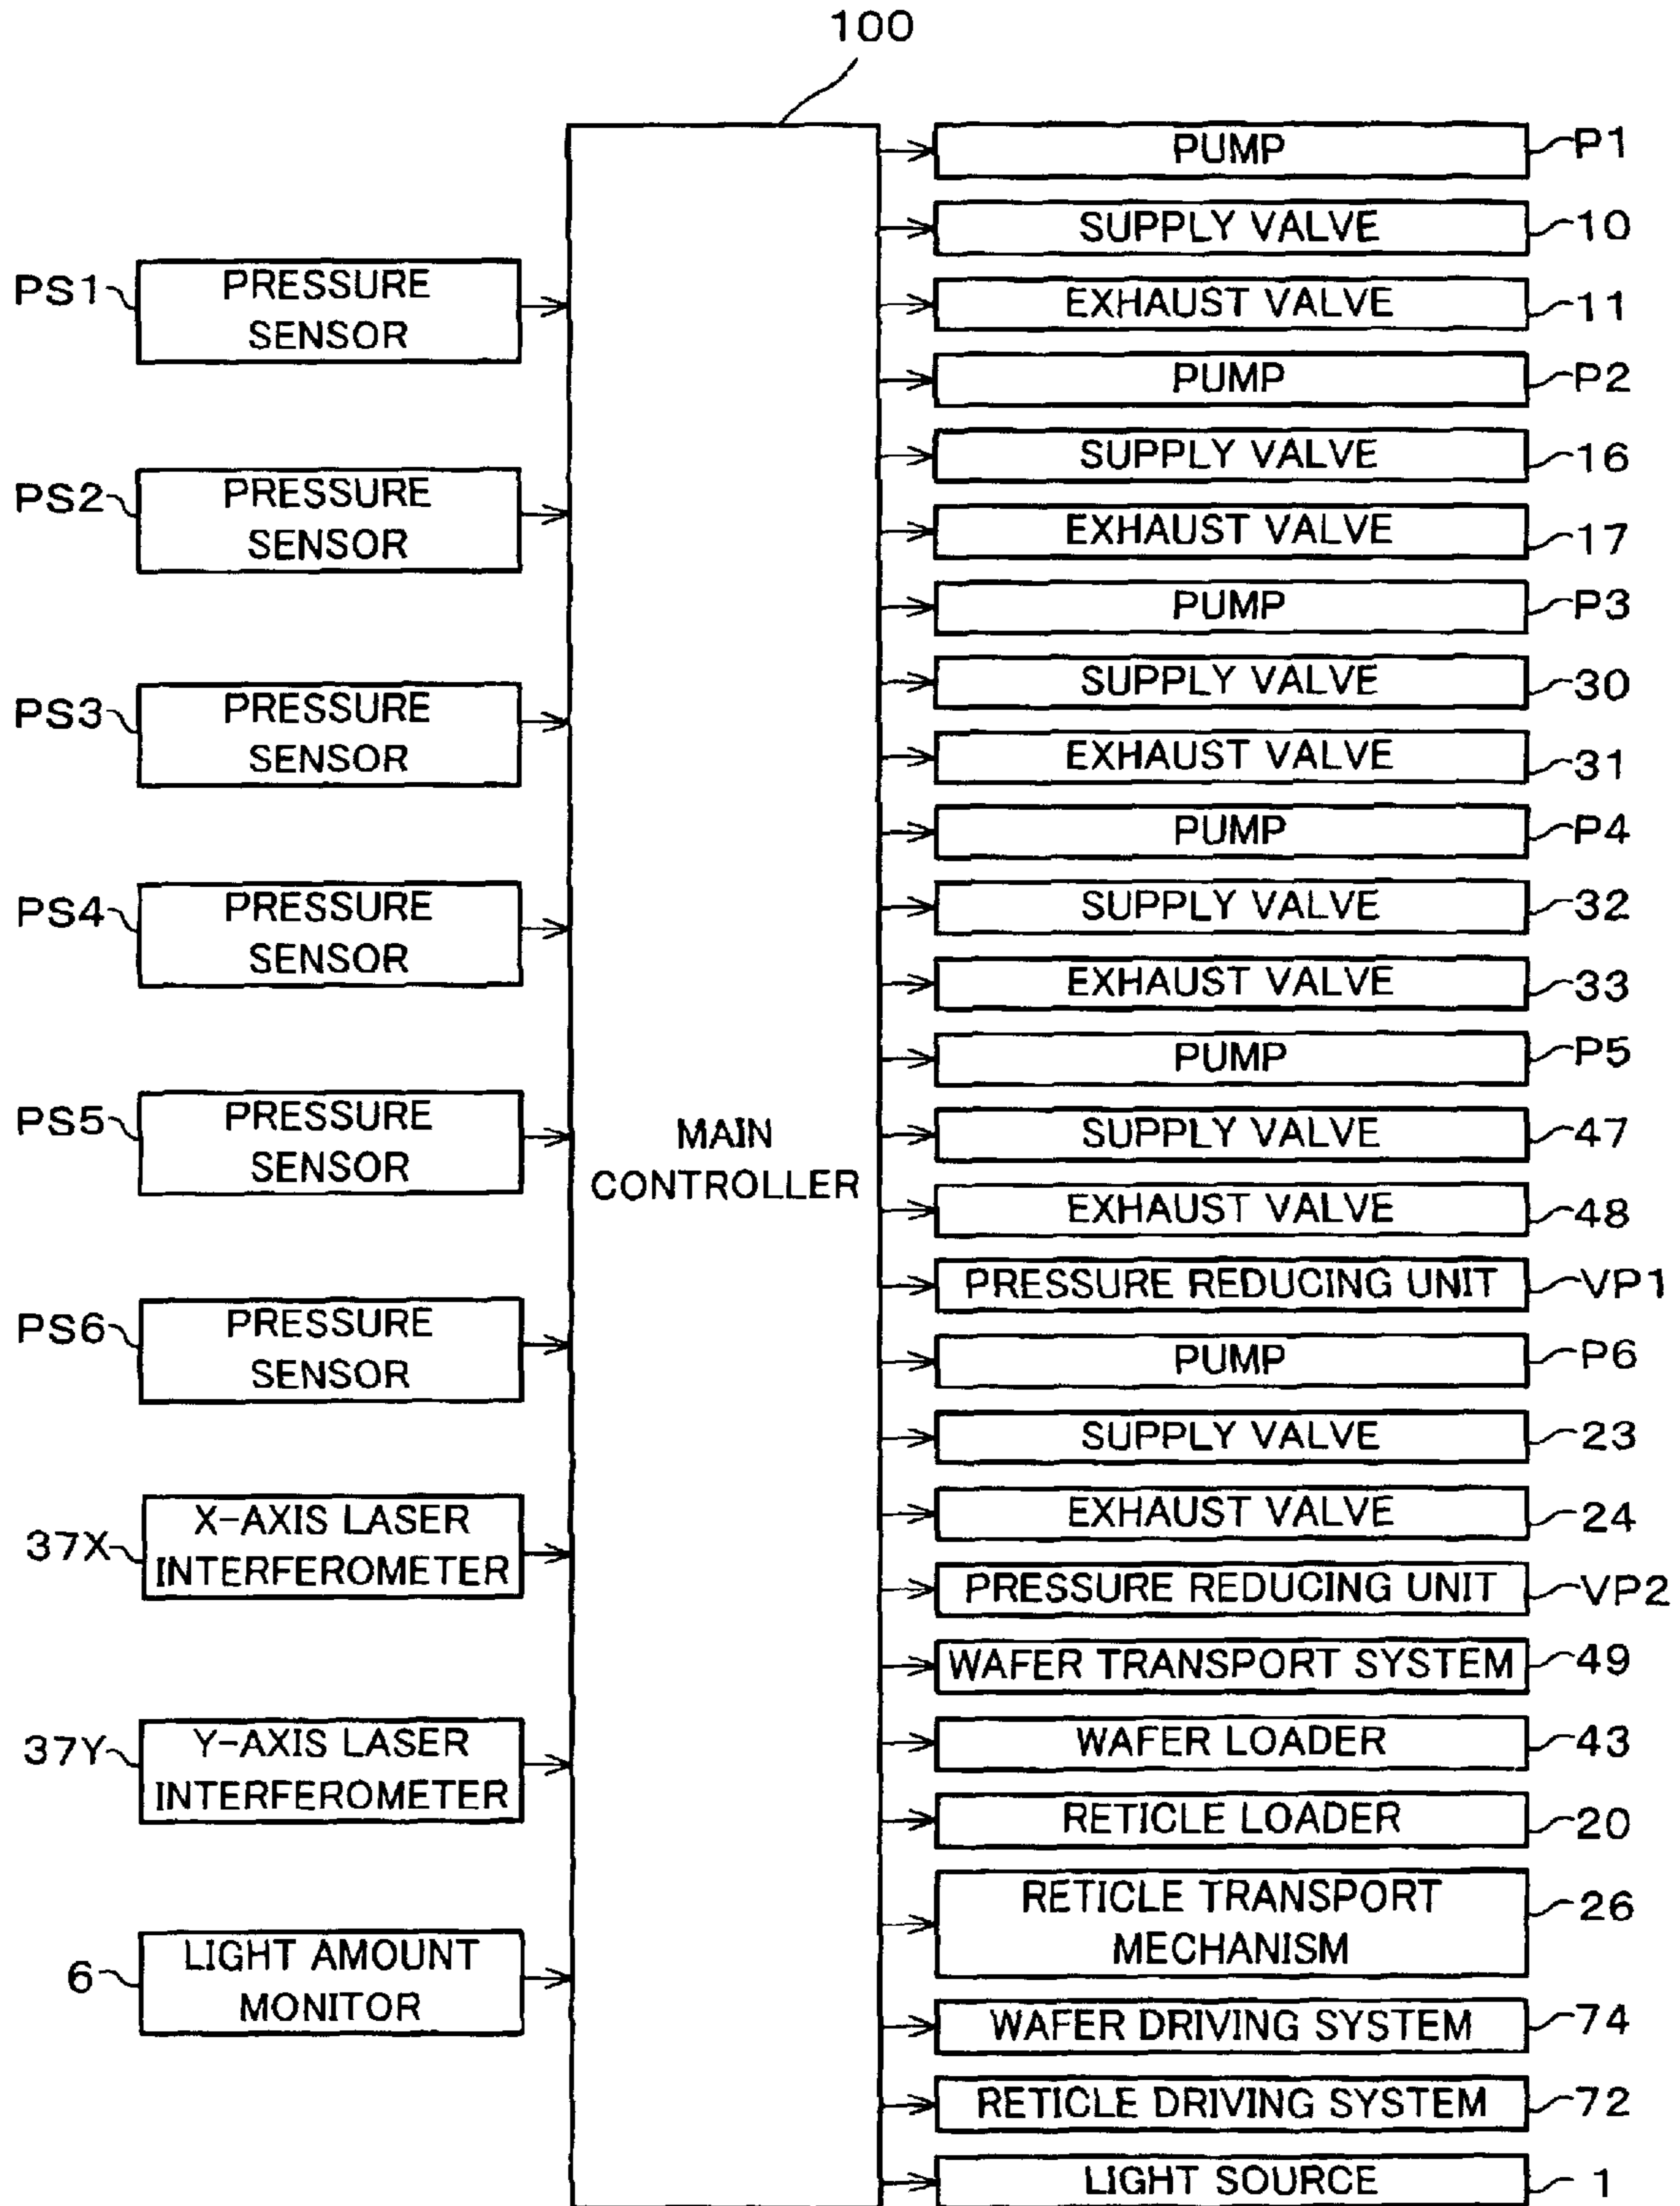 100
PS1
PRESSURE
SENSOR
PS2
PRESSURE
SENSOR
PS3
PRESSURE
SENSOR
PS4
PRESSURE
SENSOR
PS5
PRESSURE
SENSOR
PS6
PRESSURE
SENSOR
37X
X-AXIS LASER
INTERFEROMETER
37Y
Y-AXIS LASER
INTERFEROMETER
6
LIGHT AMOUNT
MONITOR
MAIN
CONTROLLER
PUMP P1
SUPPLY VALVE 10
EXHAUST VALVE 11
PUMP P2
SUPPLY VALVE 16
EXHAUST VALVE 17
PUMP P3
SUPPLY VALVE 30
EXHAUST VALVE 31
PUMP P4
SUPPLY VALVE 32
EXHAUST VALVE 33
PUMP P5
SUPPLY VALVE 47
EXHAUST VALVE 48
PRESSURE REDUCING UNIT VP1
PUMP P6
SUPPLY VALVE 23
EXHAUST VALVE 24
PRESSURE REDUCING UNIT VP2
WAFER TRANSPORT SYSTEM 49
WAFER LOADER 43
RETICLE LOADER 20
RETICLE TRANSPORT
MECHANISM
26
WAFER DRIVING SYSTEM 74
RETICLE DRIVING SYSTEM 72
LIGHT SOURCE 1